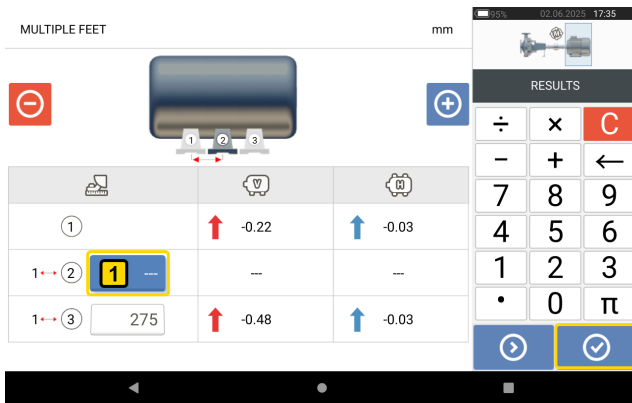 MULTIPLE FEET
mm
95% 02.06.2025 17:35
RESULTS
1 2 3
V H
1 -0.22 -0.03
1 2 1 --- --- ---
1 3 275 -0.48 -0.03
÷ × C
− + ←
7 8 9
4 5 6
1 2 3
• 0 π